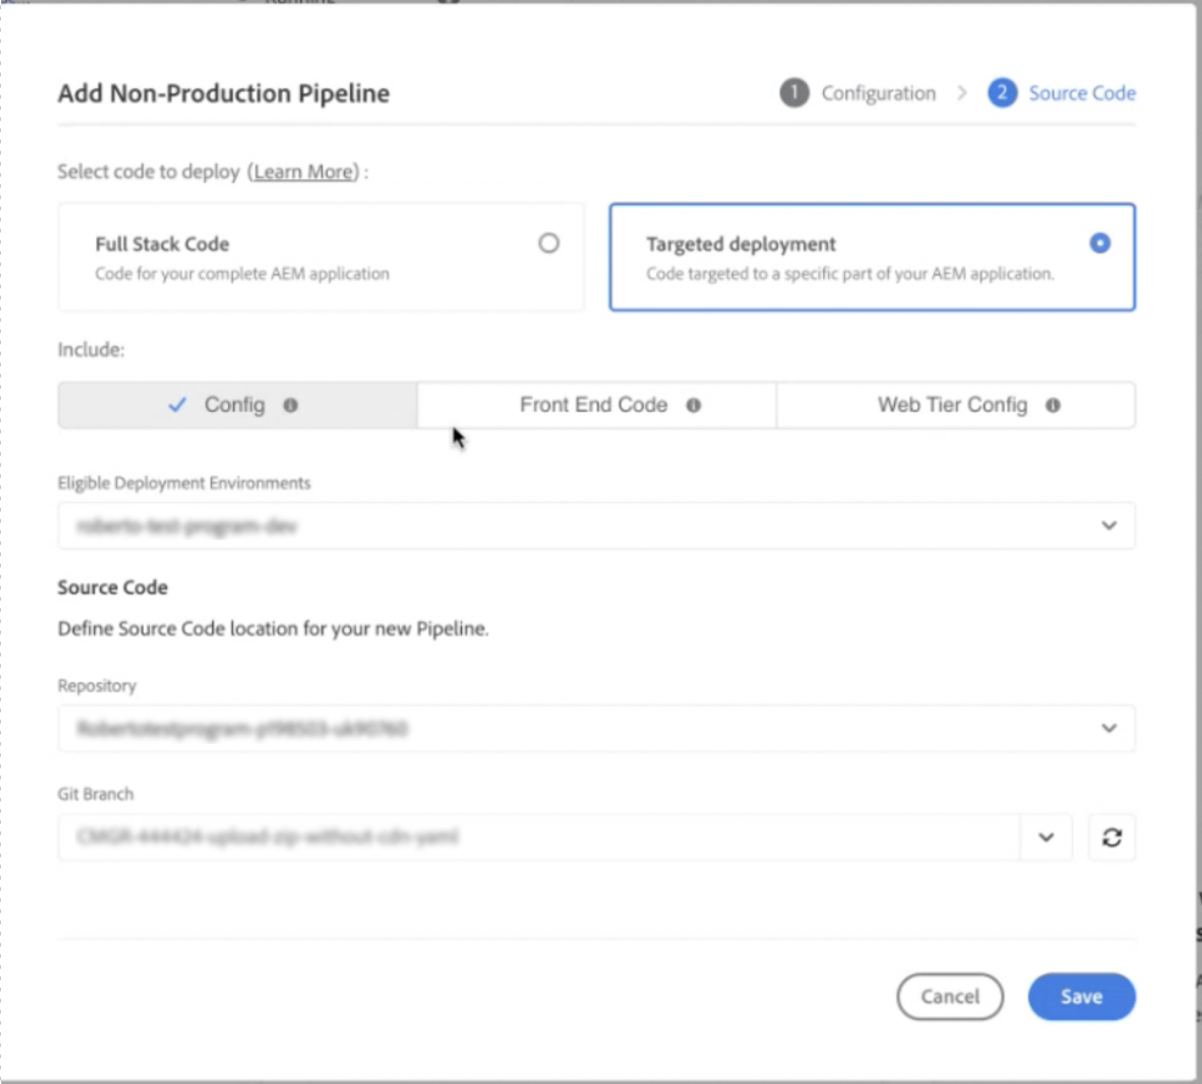 Add Non-Production Pipeline
1 Configuration > 2 Source Code
Select code to deploy (Learn More) :
Full Stack Code
Code for your complete AEM application
Targeted deployment
Code targeted to a specific part of your AEM application.
Include:
Config
Front End Code
Web Tier Config
Eligible Deployment Environments
Source Code
Define Source Code location for your new Pipeline.
Repository
Git Branch
Cancel
Save